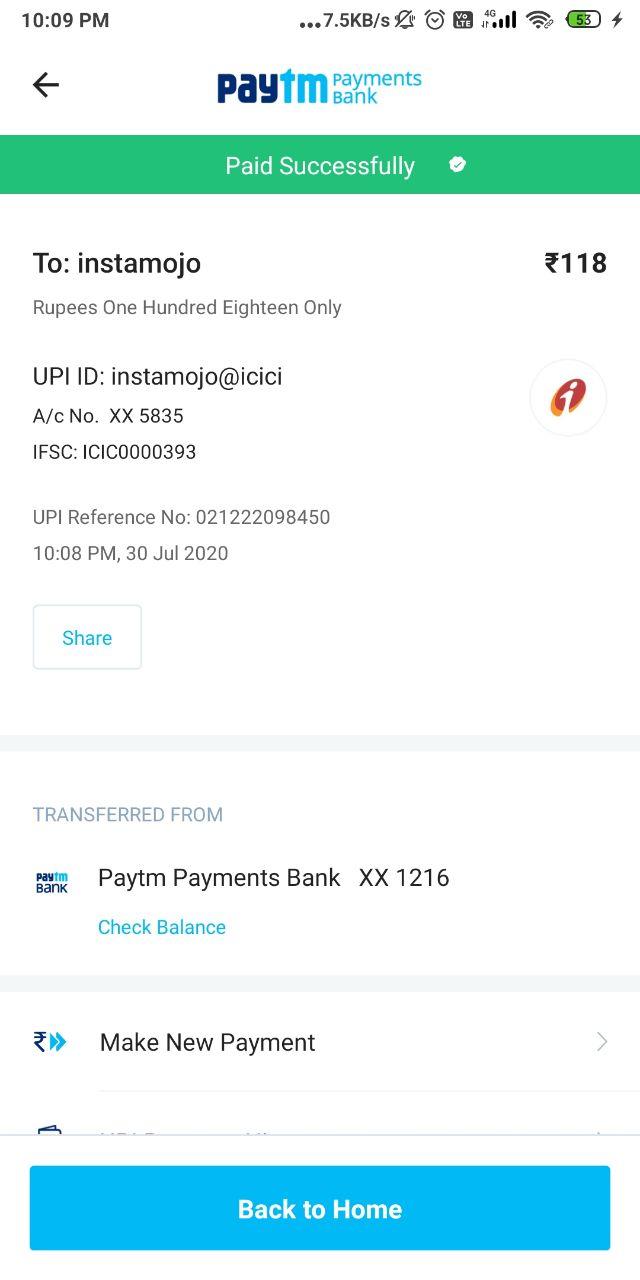 10:09 PM ...7.5KB/s Vo LTE 4G 53
paytm Payments Bank
Paid Successfully
To: instamojo ₹118
Rupees One Hundred Eighteen Only
UPI ID: instamojo@icici
A/c No. XX 5835
IFSC: ICIC0000393
UPI Reference No: 021222098450
10:08 PM, 30 Jul 2020
Share
TRANSFERRED FROM
paytm BANK
Paytm Payments Bank XX 1216
Check Balance
₹ Make New Payment
Back to Home